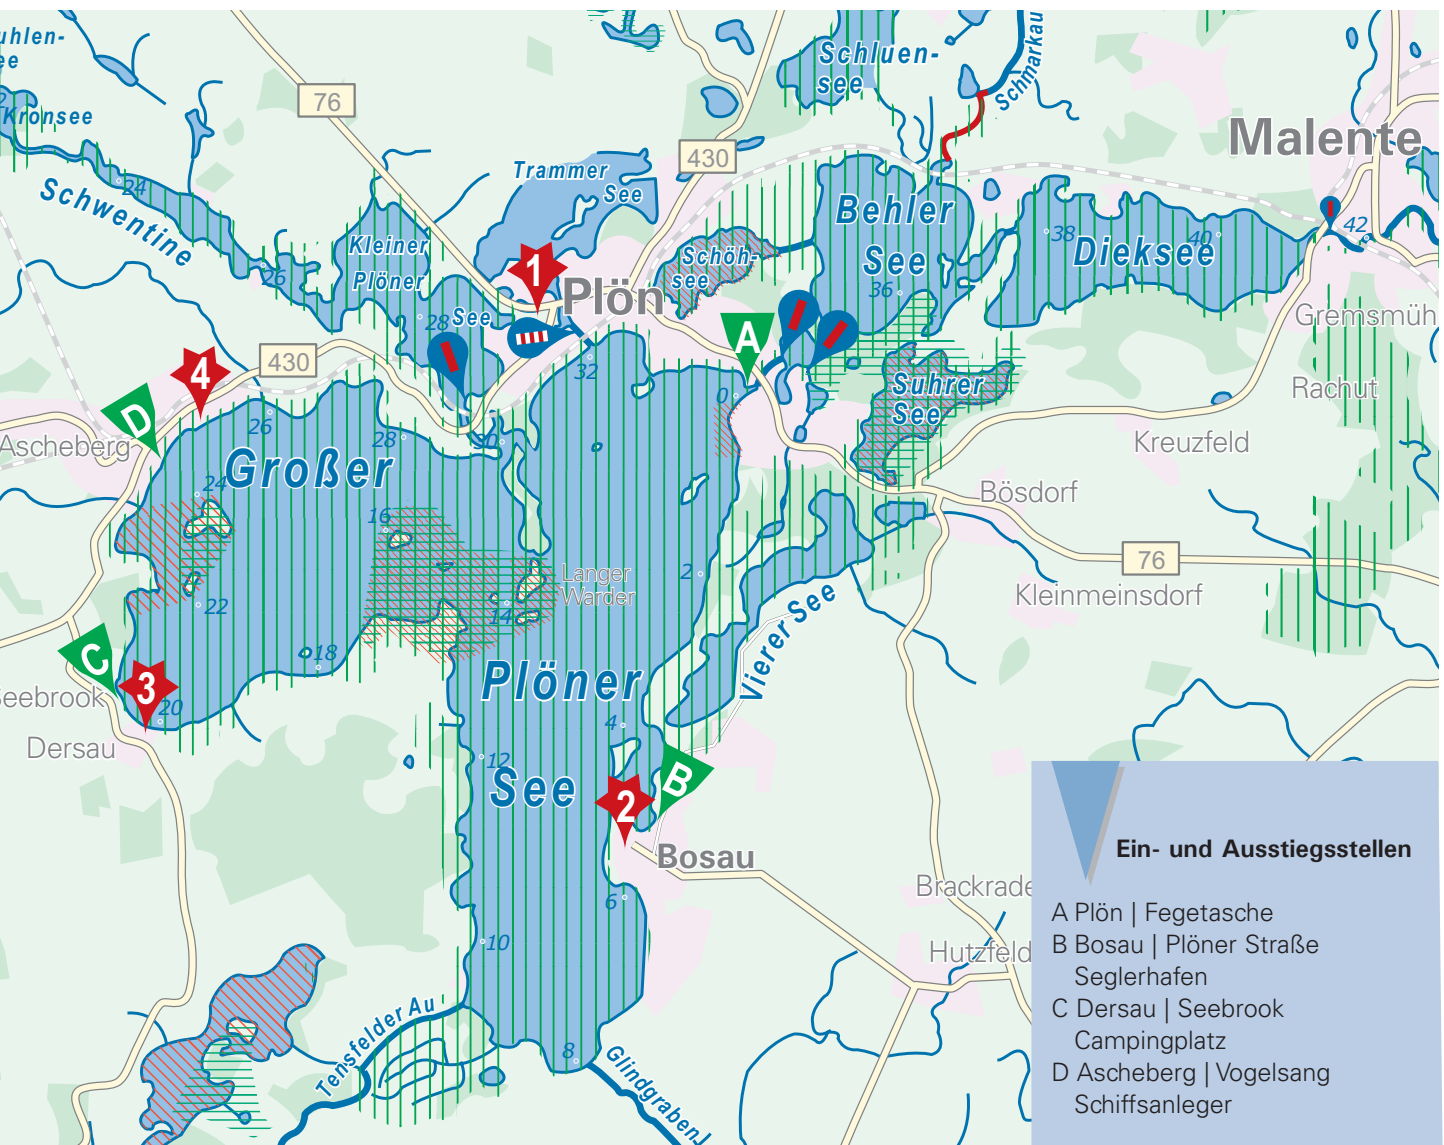 Kronsee
76
Schwentine
24
26
Trammer
See
430
Schluen-
see
Schmarkau
Malente
Behler
See
36
38
Dieksee
40
42
Schöh-
see
Kleiner
Plöner
See
28
1
Plön
32
A
0
Suhrer
See
Gremsmüh
Rachut
Kreuzfeld
Bösdorf
76
Kleinmeinsdorf
430
4
D
Ascheberg
26
28
30
Großer
24
16
22
18
14
Langer
Warder
2
Vierer See
C
3
20
Seebrook
Dersau
Plöner
See
4
12
B
2
Bosau
6
10
8
Tensfelder Au
Glindgraben
Brackrade
Hutzfeld
Ein- und Ausstiegsstellen
A Plön | Fegetasche
B Bosau | Plöner Straße
Seglerhafen
C Dersau | Seebrook
Campingplatz
D Ascheberg | Vogelsang
Schiffsanleger